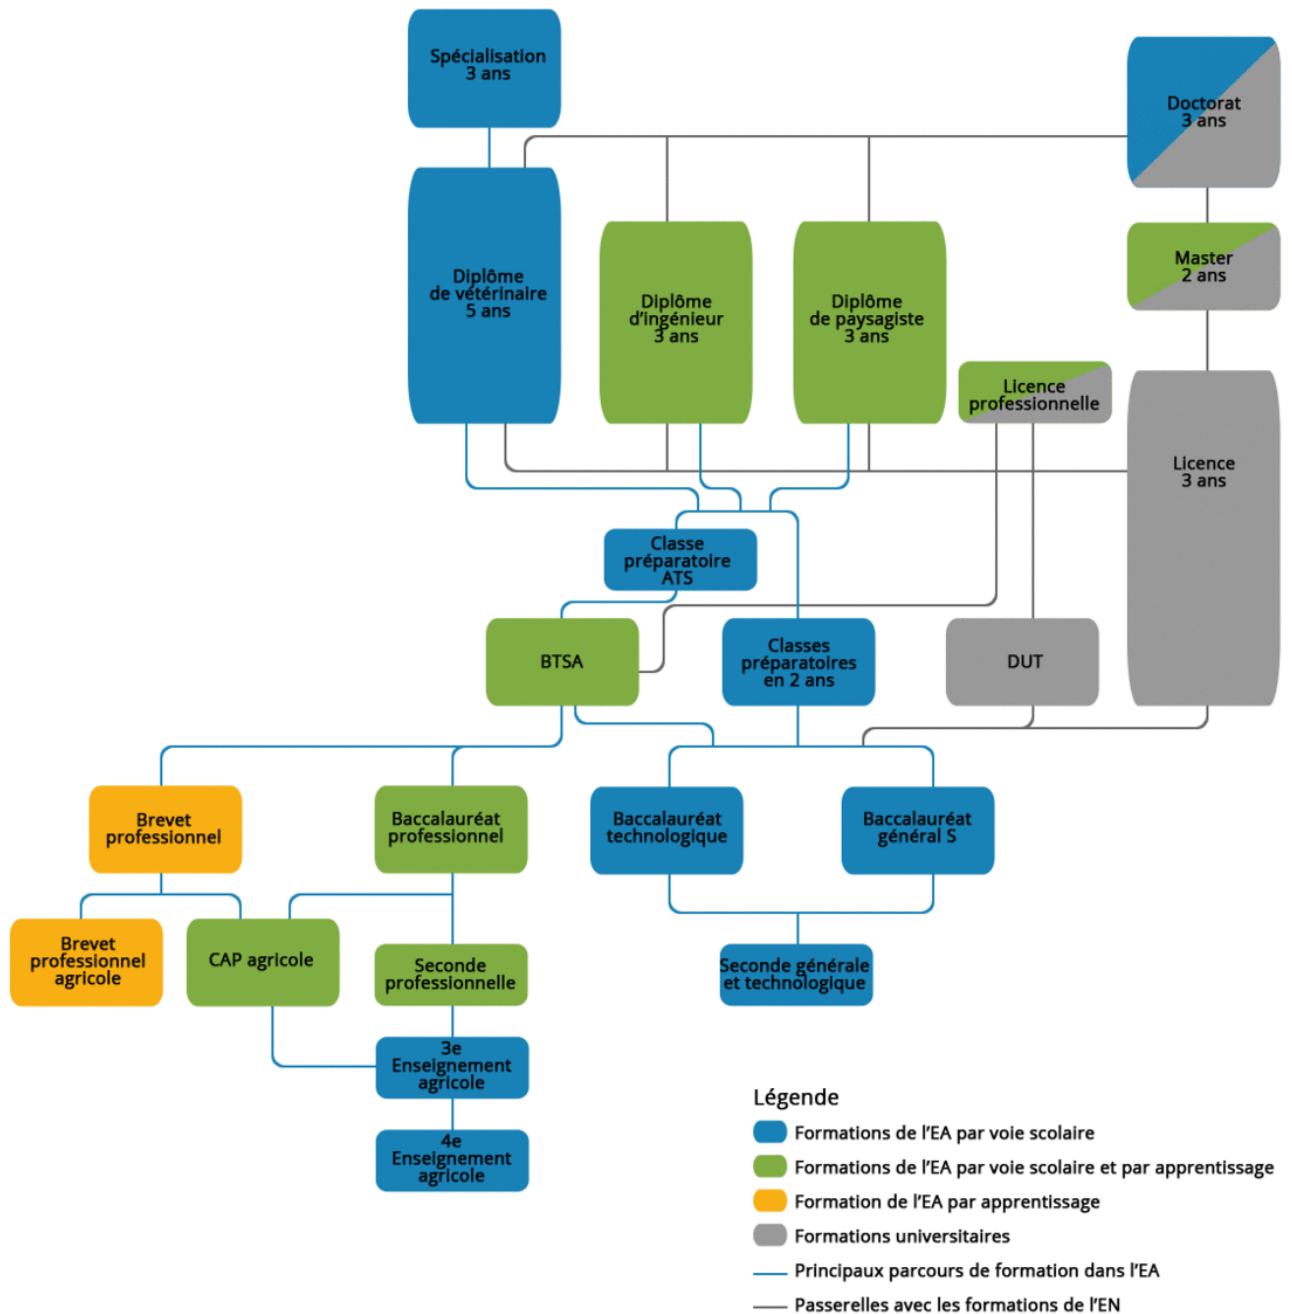 Spécialisation
3 ans
Doctorat
3 ans
Diplôme
de vétérinaire
5 ans
Diplôme
d'ingénieur
3 ans
Diplôme
de paysagiste
3 ans
Master
2 ans
Licence
professionnelle
Licence
3 ans
Classe
préparatoire
ATS
BTSA
Classes
préparatoires
en 2 ans
DUT
Brevet
professionnel
Baccalauréat
professionnel
Baccalauréat
technologique
Baccalauréat
général S
Brevet
professionnel
agricole
CAP agricole
Seconde
professionnelle
Seconde générale
et technologique
3e
Enseignement
agricole
4e
Enseignement
agricole
Légende
Formations de l'EA par voie scolaire
Formations de l'EA par voie scolaire et par apprentissage
Formation de l'EA par apprentissage
Formations universitaires
Principaux parcours de formation dans l'EA
Passerelles avec les formations de l'EN